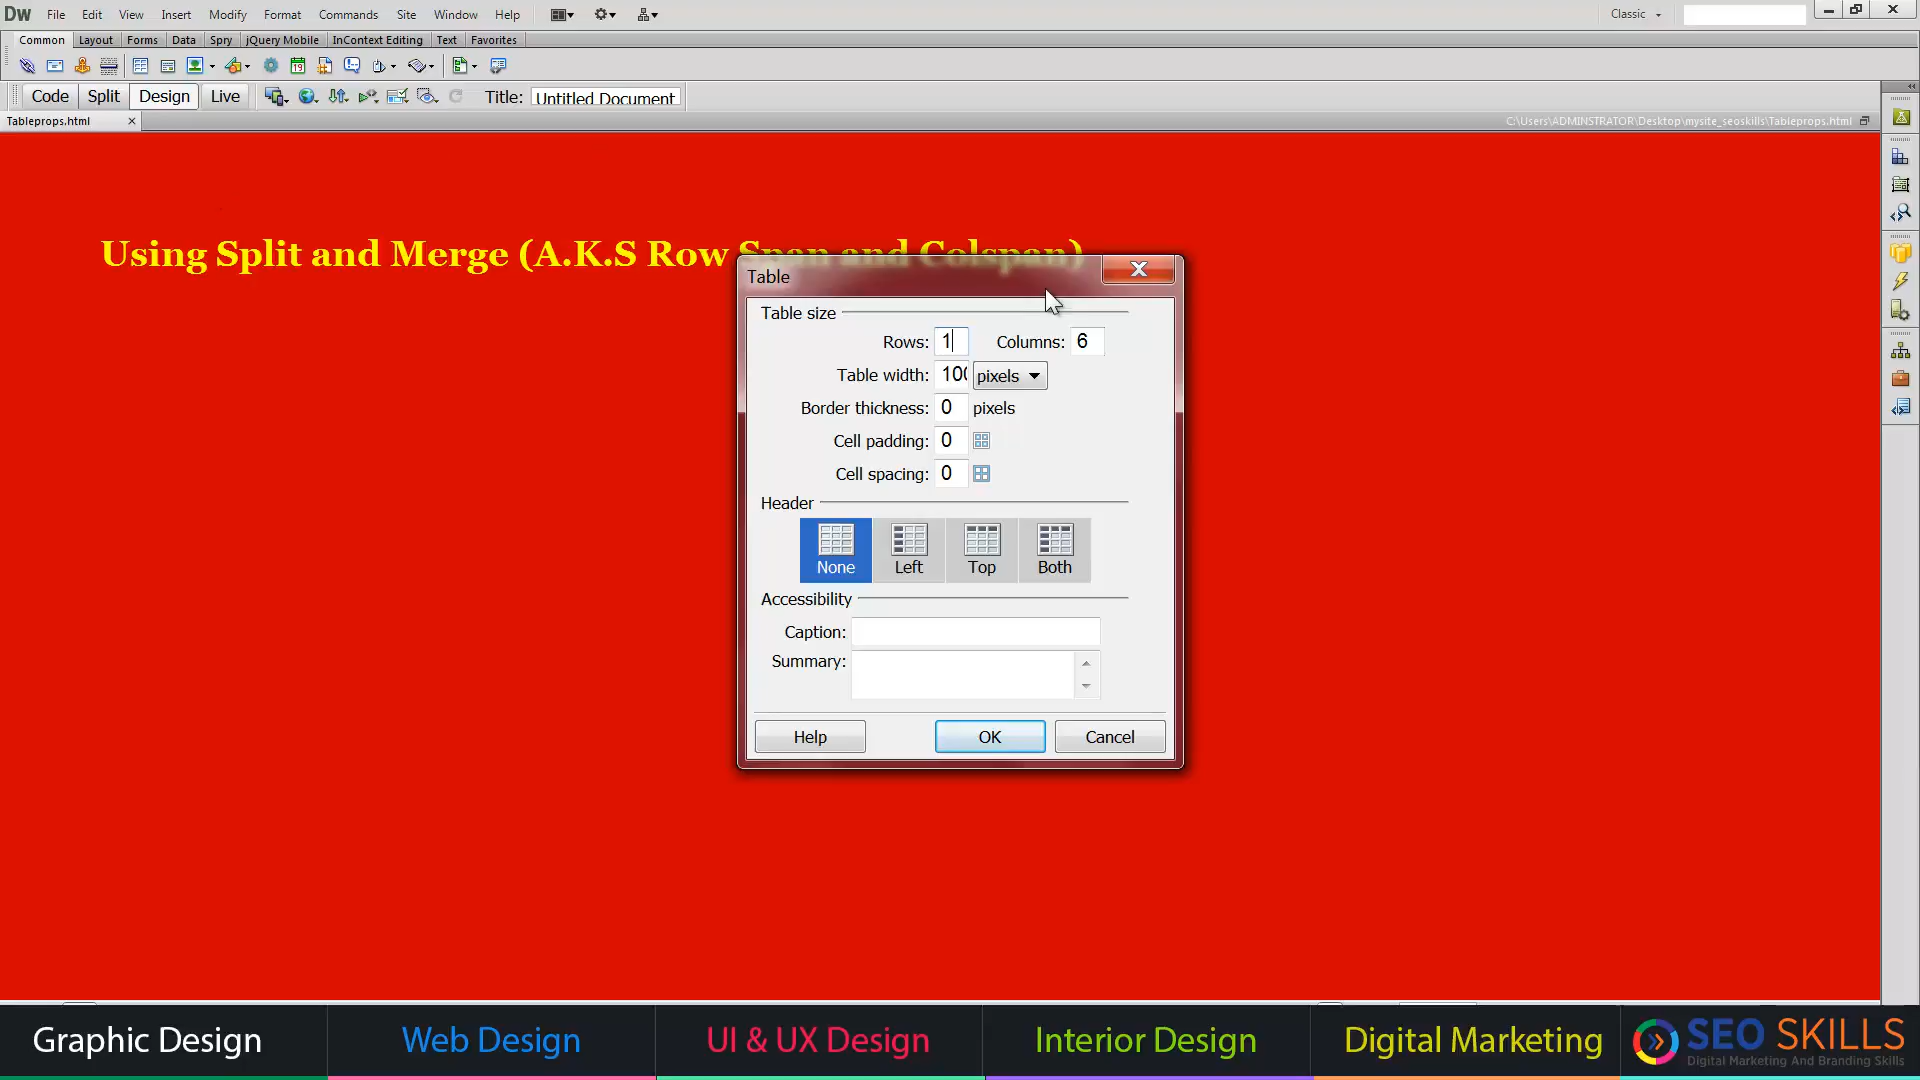 Dw File Edit View Insert Modify Format Commands Site Window Help Classic
Common Layout Forms Data Spry jQuery Mobile InContext Editing Text Favorites
Code Split Design Live Title: Untitled Document
Tableprops.html C:\Users\ADMINSTRATOR\Desktop\mysite_seoskills\Tableprops.html
Using Split and Merge (A.K.S Row Span and Colspan)
Table
Table size
Rows: 1 Columns: 6
Table width: 100 pixels
Border thickness: 0 pixels
Cell padding: 0
Cell spacing: 0
Header
None Left Top Both
Accessibility
Caption:
Summary:
Help OK Cancel
Graphic Design Web Design UI & UX Design Interior Design Digital Marketing SEO SKILLS
Digital Marketing And Branding Skills